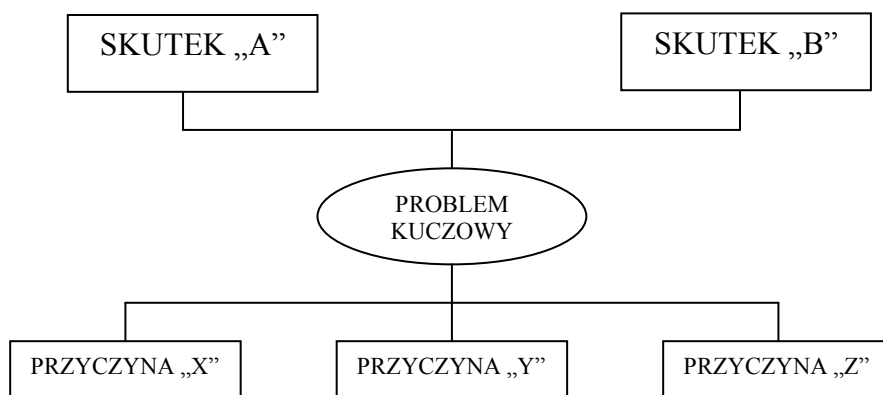 SKUTEK „A”
SKUTEK „B”
PROBLEM
KUCZOWY
PRZYCZYNA „X”
PRZYCZYNA „Y”
PRZYCZYNA „Z”